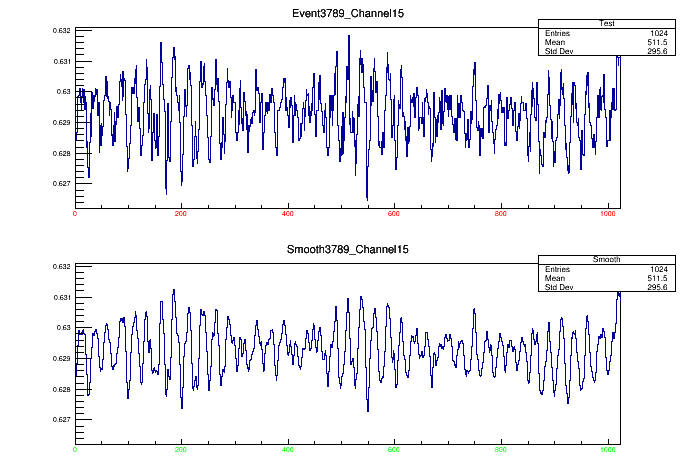 Event3789_Channel15
Test
Entries 1024
Mean 511.5
Std Dev 295.6
0.632
0.631
0.63
0.629
0.628
0.627
0 200 400 600 800 1000
Smooth3789_Channel15
Smooth
Entries 1024
Mean 511.5
Std Dev 295.6
0.632
0.631
0.63
0.629
0.628
0.627
0 200 400 600 800 1000